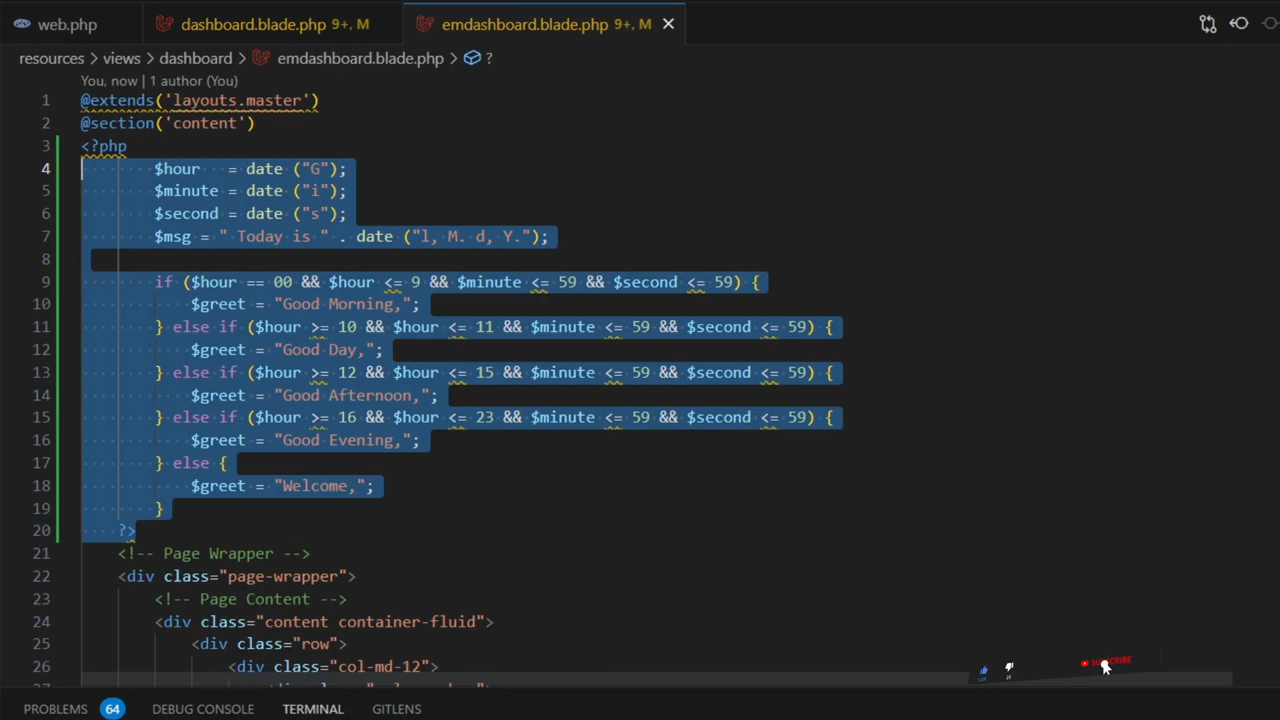 web.php
dashboard.blade.php 9+, M
emdashboard.blade.php 9+, M
resources > views > dashboard > emdashboard.blade.php > ?
You, now | 1 author (You)
1 @extends('layouts.master')
2 @section('content')
3 <?php
4 $hour = date ("G");
5 $minute = date ("i");
6 $second = date ("s");
7 $msg = " Today is " . date ("l, M. d, Y.");
8
9 if ($hour == 00 && $hour <= 9 && $minute <= 59 && $second <= 59) {
10 $greet = "Good Morning,";
11 } else if ($hour >= 10 && $hour <= 11 && $minute <= 59 && $second <= 59) {
12 $greet = "Good Day,";
13 } else if ($hour >= 12 && $hour <= 15 && $minute <= 59 && $second <= 59) {
14 $greet = "Good Afternoon,";
15 } else if ($hour >= 16 && $hour <= 23 && $minute <= 59 && $second <= 59) {
16 $greet = "Good Evening,";
17 } else {
18 $greet = "Welcome,";
19 }
20 ?>
21 <!-- Page Wrapper -->
22 <div class="page-wrapper">
23 <!-- Page Content -->
24 <div class="content container-fluid">
25 <div class="row">
26 <div class="col-md-12">
SUBSCRIBE
PROBLEMS 64 DEBUG CONSOLE TERMINAL GITLENS